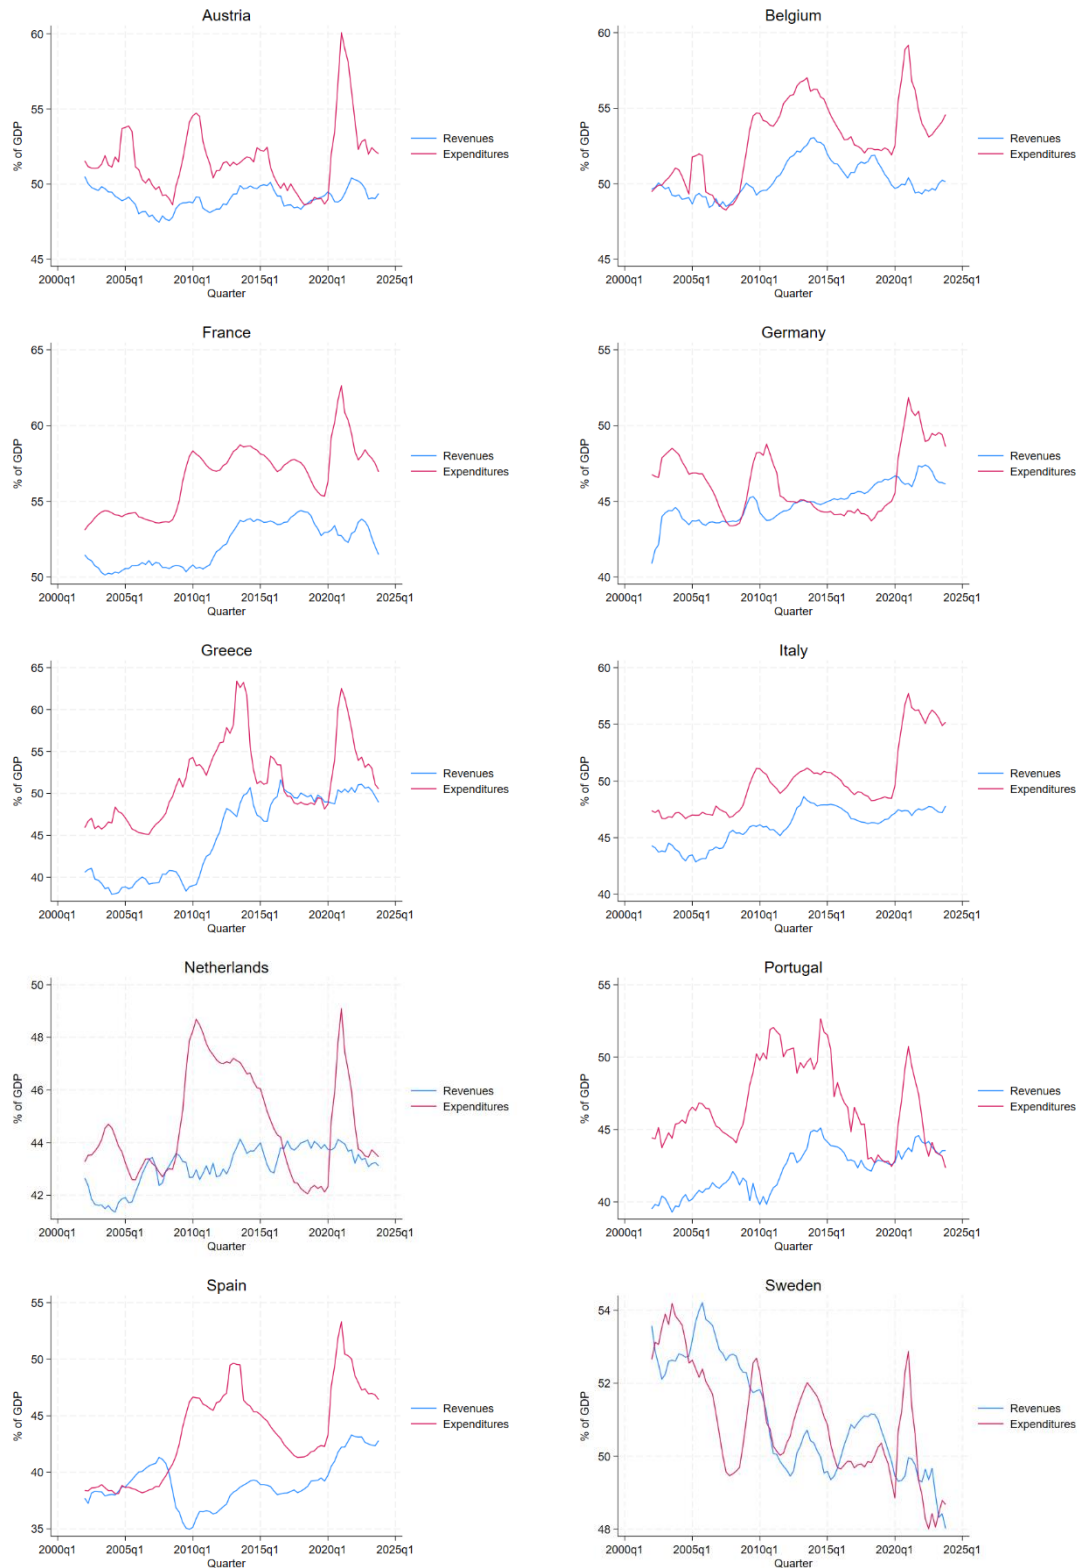 Austria
60
55
50
45
% of GDP
2000q1 2005q1 2010q1 2015q1 2020q1 2025q1
Quarter
Revenues
Expenditures
Belgium
60
55
50
45
% of GDP
2000q1 2005q1 2010q1 2015q1 2020q1 2025q1
Quarter
Revenues
Expenditures
France
65
60
55
50
% of GDP
2000q1 2005q1 2010q1 2015q1 2020q1 2025q1
Quarter
Revenues
Expenditures
Germany
55
50
45
40
% of GDP
2000q1 2005q1 2010q1 2015q1 2020q1 2025q1
Quarter
Revenues
Expenditures
Greece
65
60
55
50
45
40
% of GDP
2000q1 2005q1 2010q1 2015q1 2020q1 2025q1
Quarter
Revenues
Expenditures
Italy
60
55
50
45
40
% of GDP
2000q1 2005q1 2010q1 2015q1 2020q1 2025q1
Quarter
Revenues
Expenditures
Netherlands
50
48
46
44
42
% of GDP
2000q1 2005q1 2010q1 2015q1 2020q1 2025q1
Quarter
Revenues
Expenditures
Portugal
55
50
45
40
% of GDP
2000q1 2005q1 2010q1 2015q1 2020q1 2025q1
Quarter
Revenues
Expenditures
Spain
55
50
45
40
35
% of GDP
2000q1 2005q1 2010q1 2015q1 2020q1 2025q1
Quarter
Revenues
Expenditures
Sweden
54
52
50
48
% of GDP
2000q1 2005q1 2010q1 2015q1 2020q1 2025q1
Quarter
Revenues
Expenditures